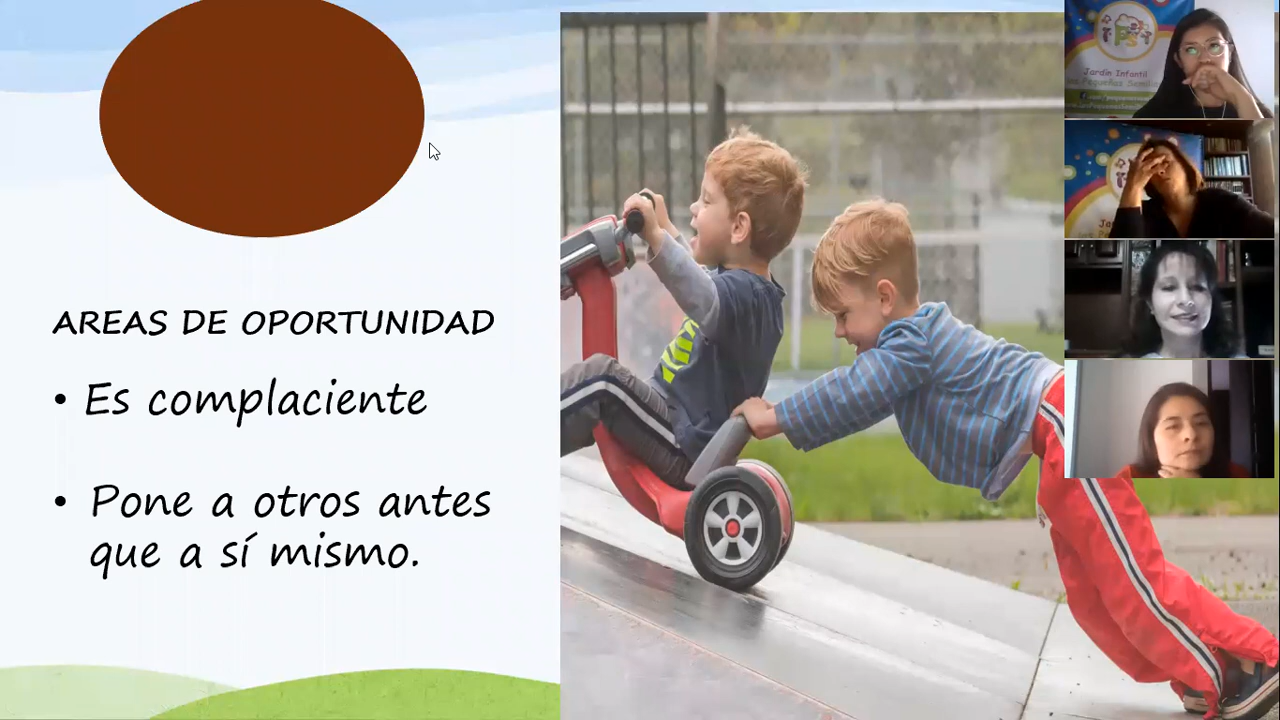 AREAS DE OPORTUNIDAD
• Es complaciente
• Pone a otros antes
que a sí mismo.
Jardín Infantil